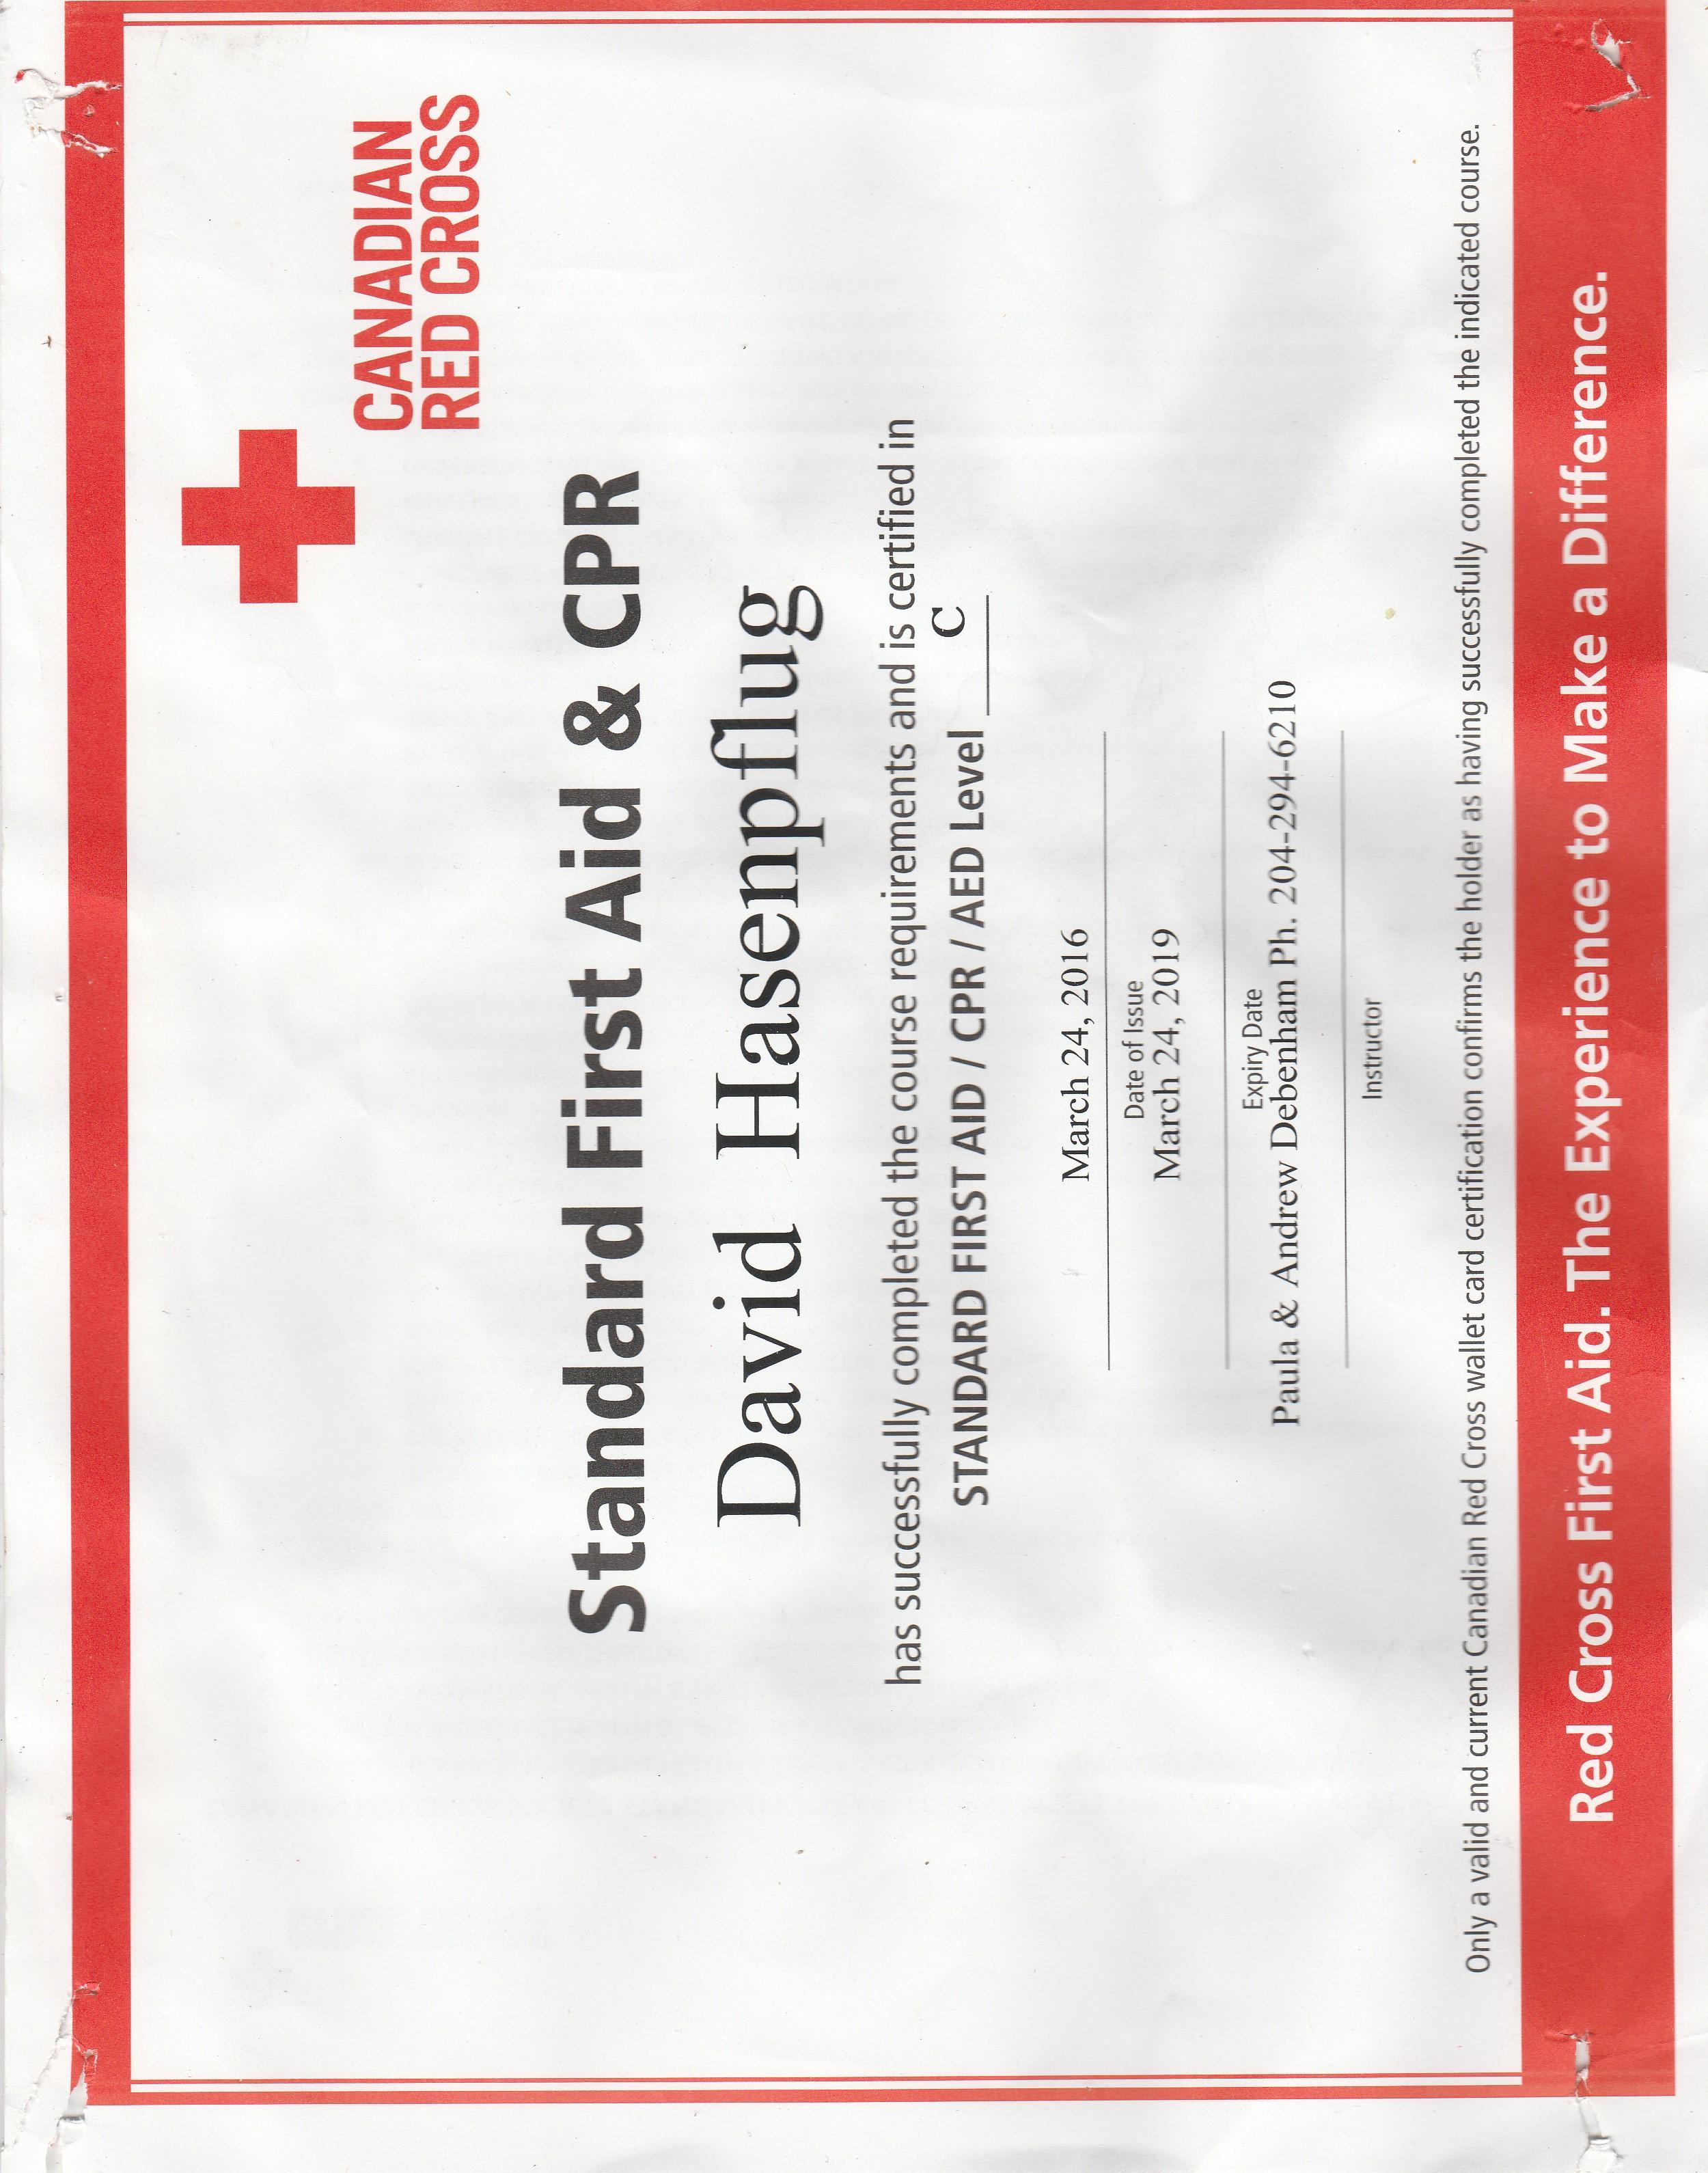 CANADIAN
RED CROSS
Standard First Aid & CPR
David Hasenpflug
has successfully completed the course requirements and is certified in
STANDARD FIRST AID / CPR / AED Level C
March 24, 2016
Date of Issue
March 24, 2019
Expiry Date
Paula & Andrew Debenham Ph. 204-294-6210
Instructor
Only a valid and current Canadian Red Cross wallet card certification confirms the holder as having successfully completed the indicated course.
Red Cross First Aid. The Experience to Make a Difference.